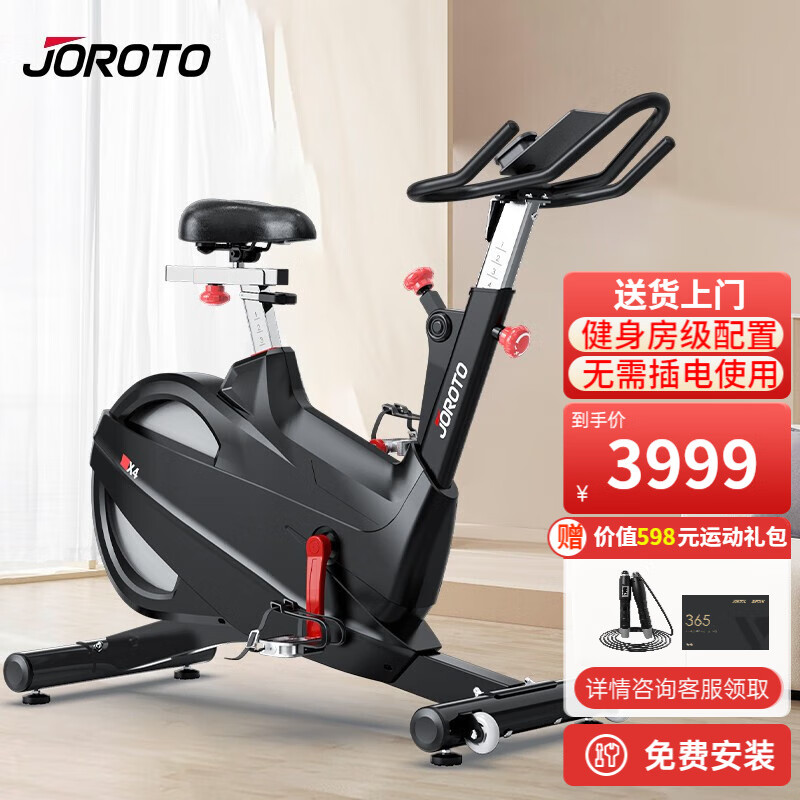 JOROTO
JOROTO
X4
送货上门
健身房级配置
无需插电使用
到手价
¥ 3999
赠 价值598元运动礼包
365
详情咨询客服领取
免费安装